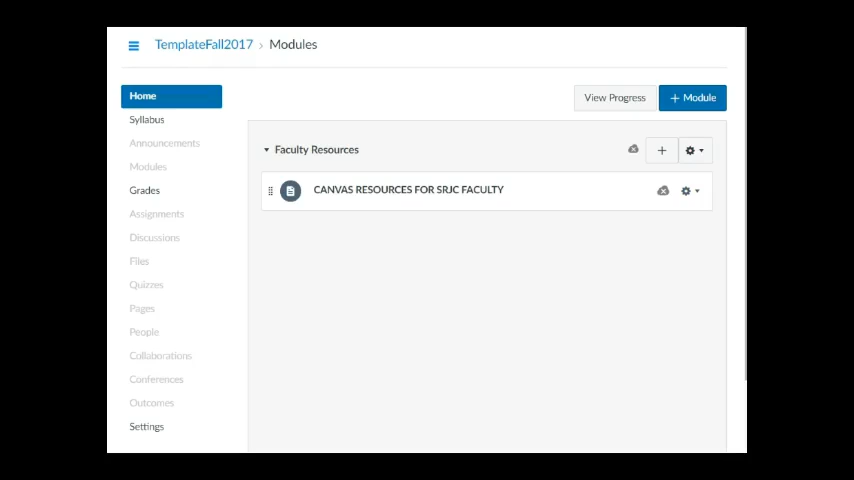 TemplateFall2017 › Modules
Home
Syllabus
Announcements
Modules
Grades
Assignments
Discussions
Files
Quizzes
Pages
People
Collaborations
Conferences
Outcomes
Settings
View Progress
+ Module
Faculty Resources
CANVAS RESOURCES FOR SRJC FACULTY